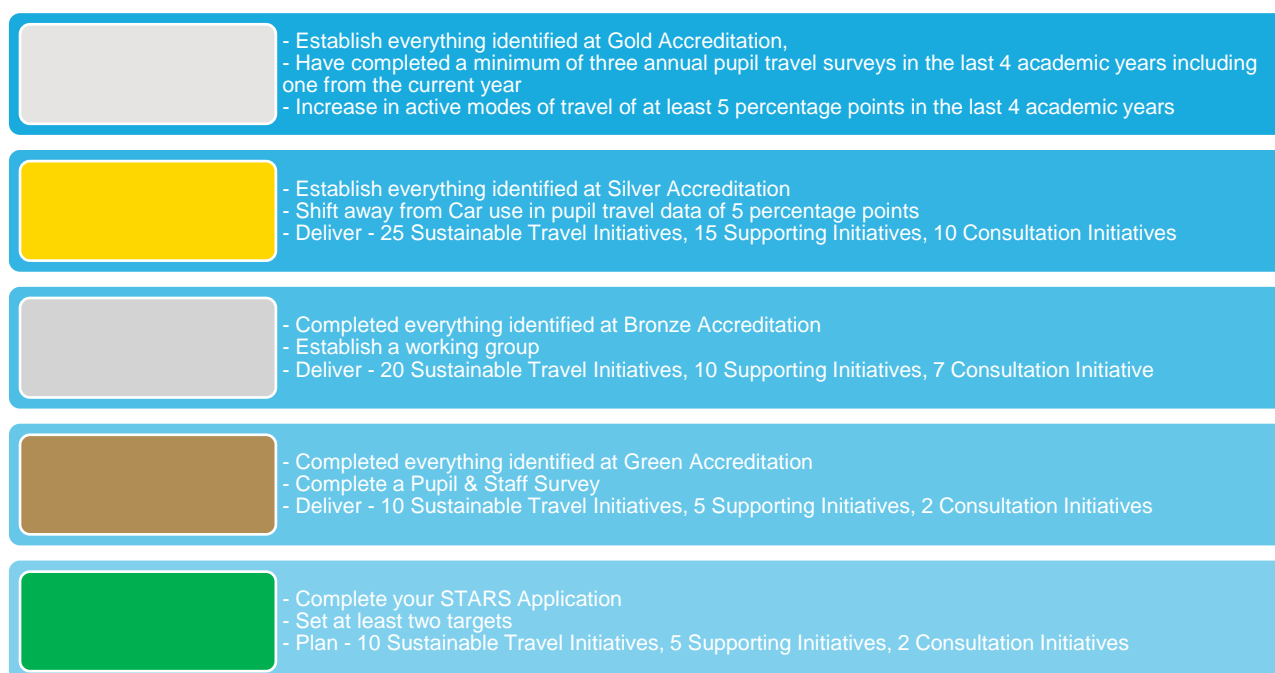 - Establish everything identified at Gold Accreditation,
- Have completed a minimum of three annual pupil travel surveys in the last 4 academic years including
one from the current year
- Increase in active modes of travel of at least 5 percentage points in the last 4 academic years
- Establish everything identified at Silver Accreditation
- Shift away from Car use in pupil travel data of 5 percentage points
- Deliver - 25 Sustainable Travel Initiatives, 15 Supporting Initiatives, 10 Consultation Initiatives
- Completed everything identified at Bronze Accreditation
- Establish a working group
- Deliver - 20 Sustainable Travel Initiatives, 10 Supporting Initiatives, 7 Consultation Initiative
- Completed everything identified at Green Accreditation
- Complete a Pupil & Staff Survey
- Deliver - 10 Sustainable Travel Initiatives, 5 Supporting Initiatives, 2 Consultation Initiatives
- Complete your STARS Application
- Set at least two targets
- Plan - 10 Sustainable Travel Initiatives, 5 Supporting Initiatives, 2 Consultation Initiatives